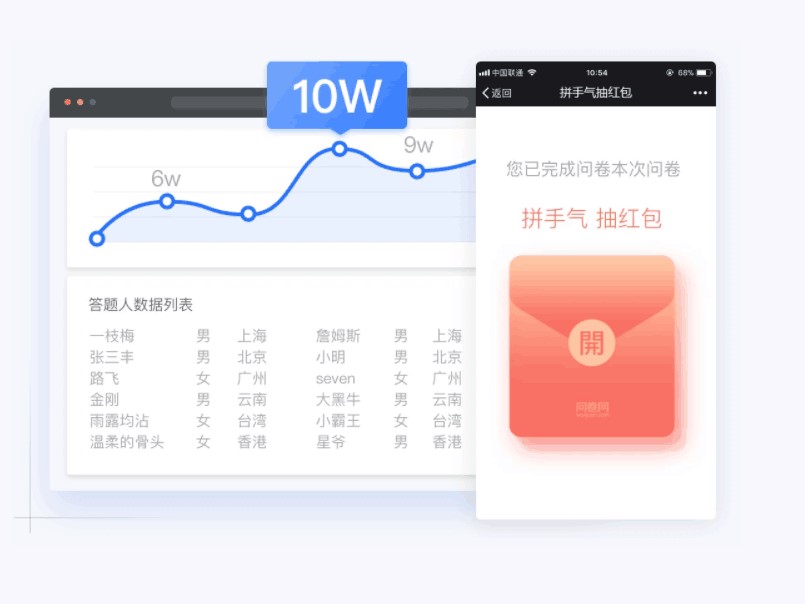 10W
9w
6w
答题人数据列表
一枝梅 男 上海 詹姆斯 男 上海
张三丰 男 北京 小明 男 北京
路飞 女 广州 seven 女 广州
金刚 男 云南 大黑牛 男 云南
雨露均沾 女 台湾 小霸王 女 台湾
温柔的骨头 女 香港 星爷 男 香港
中国联通 10:54 68%
返回 拼手气抽红包
您已完成问卷本次问卷
拼手气 抽红包
開
问卷网